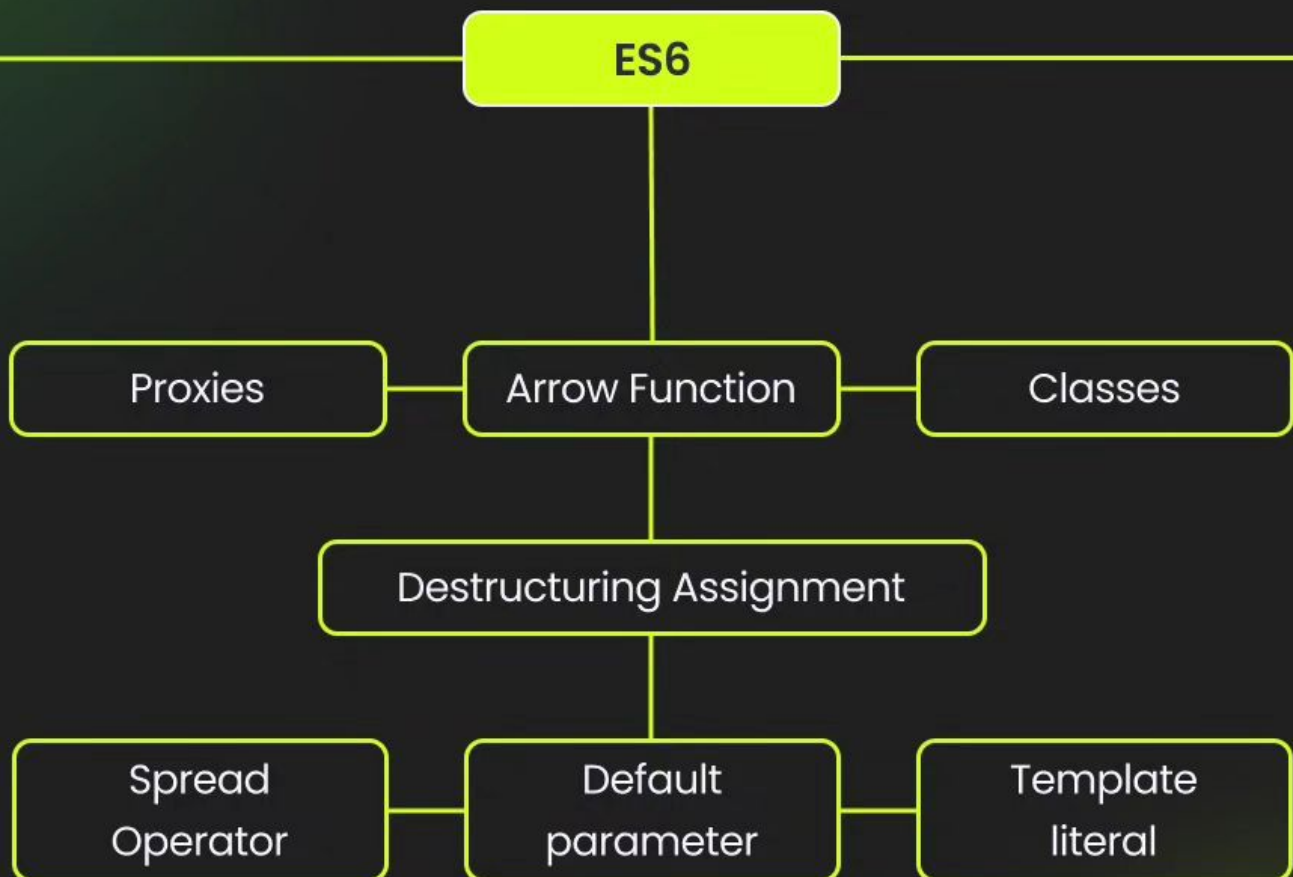 ES6
Proxies
Arrow Function
Classes
Destructuring Assignment
Spread
Operator
Default
parameter
Template
literal